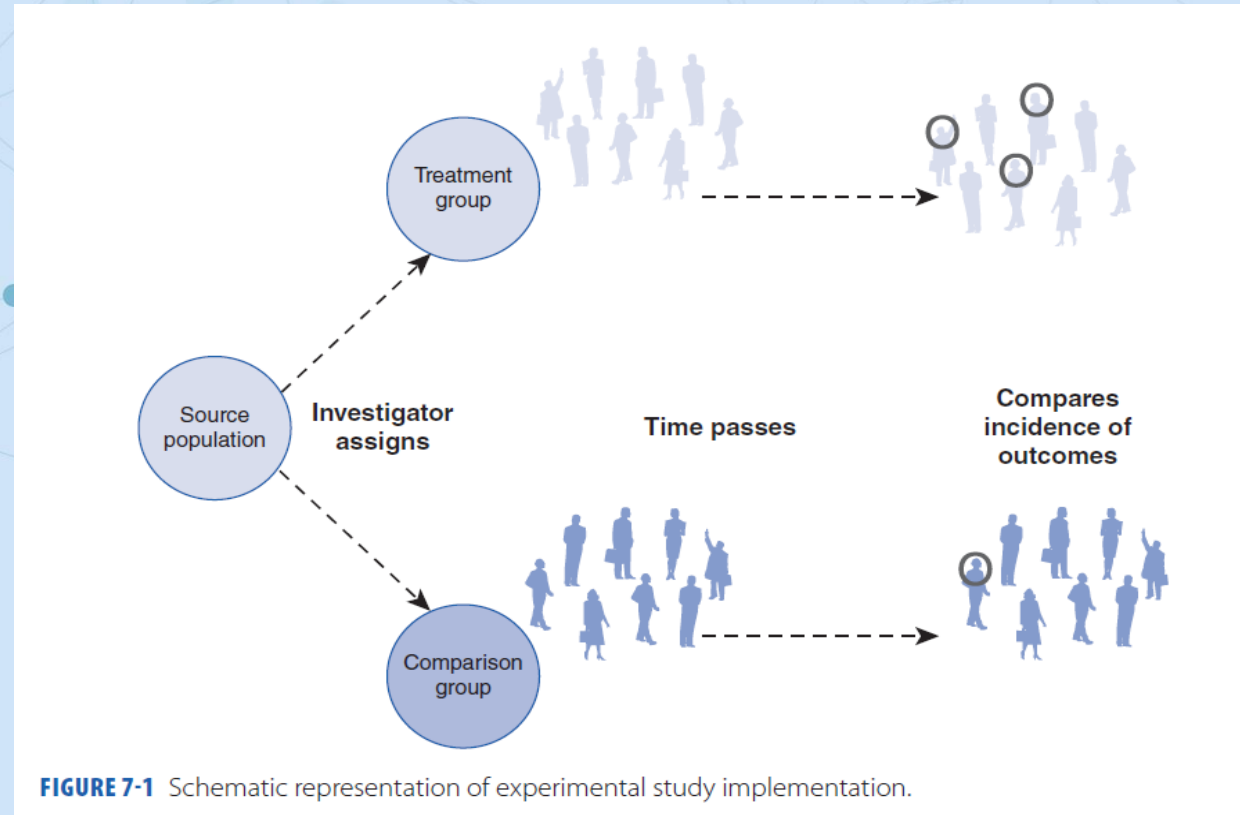 Treatment
group
Source
population
Investigator
assigns
Time passes
Compares
incidence of
outcomes
Comparison
group
FIGURE 7-1 Schematic representation of experimental study implementation.